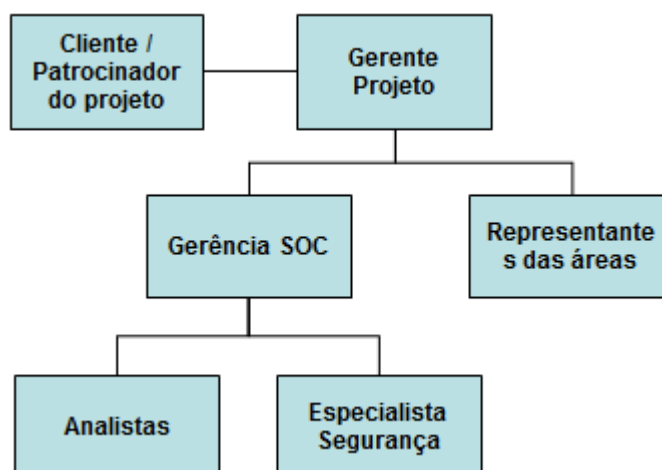 Cliente /
Patrocinador
do projeto
Gerente
Projeto
Gerência SOC
Representante
s das áreas
Analistas
Especialista
Segurança